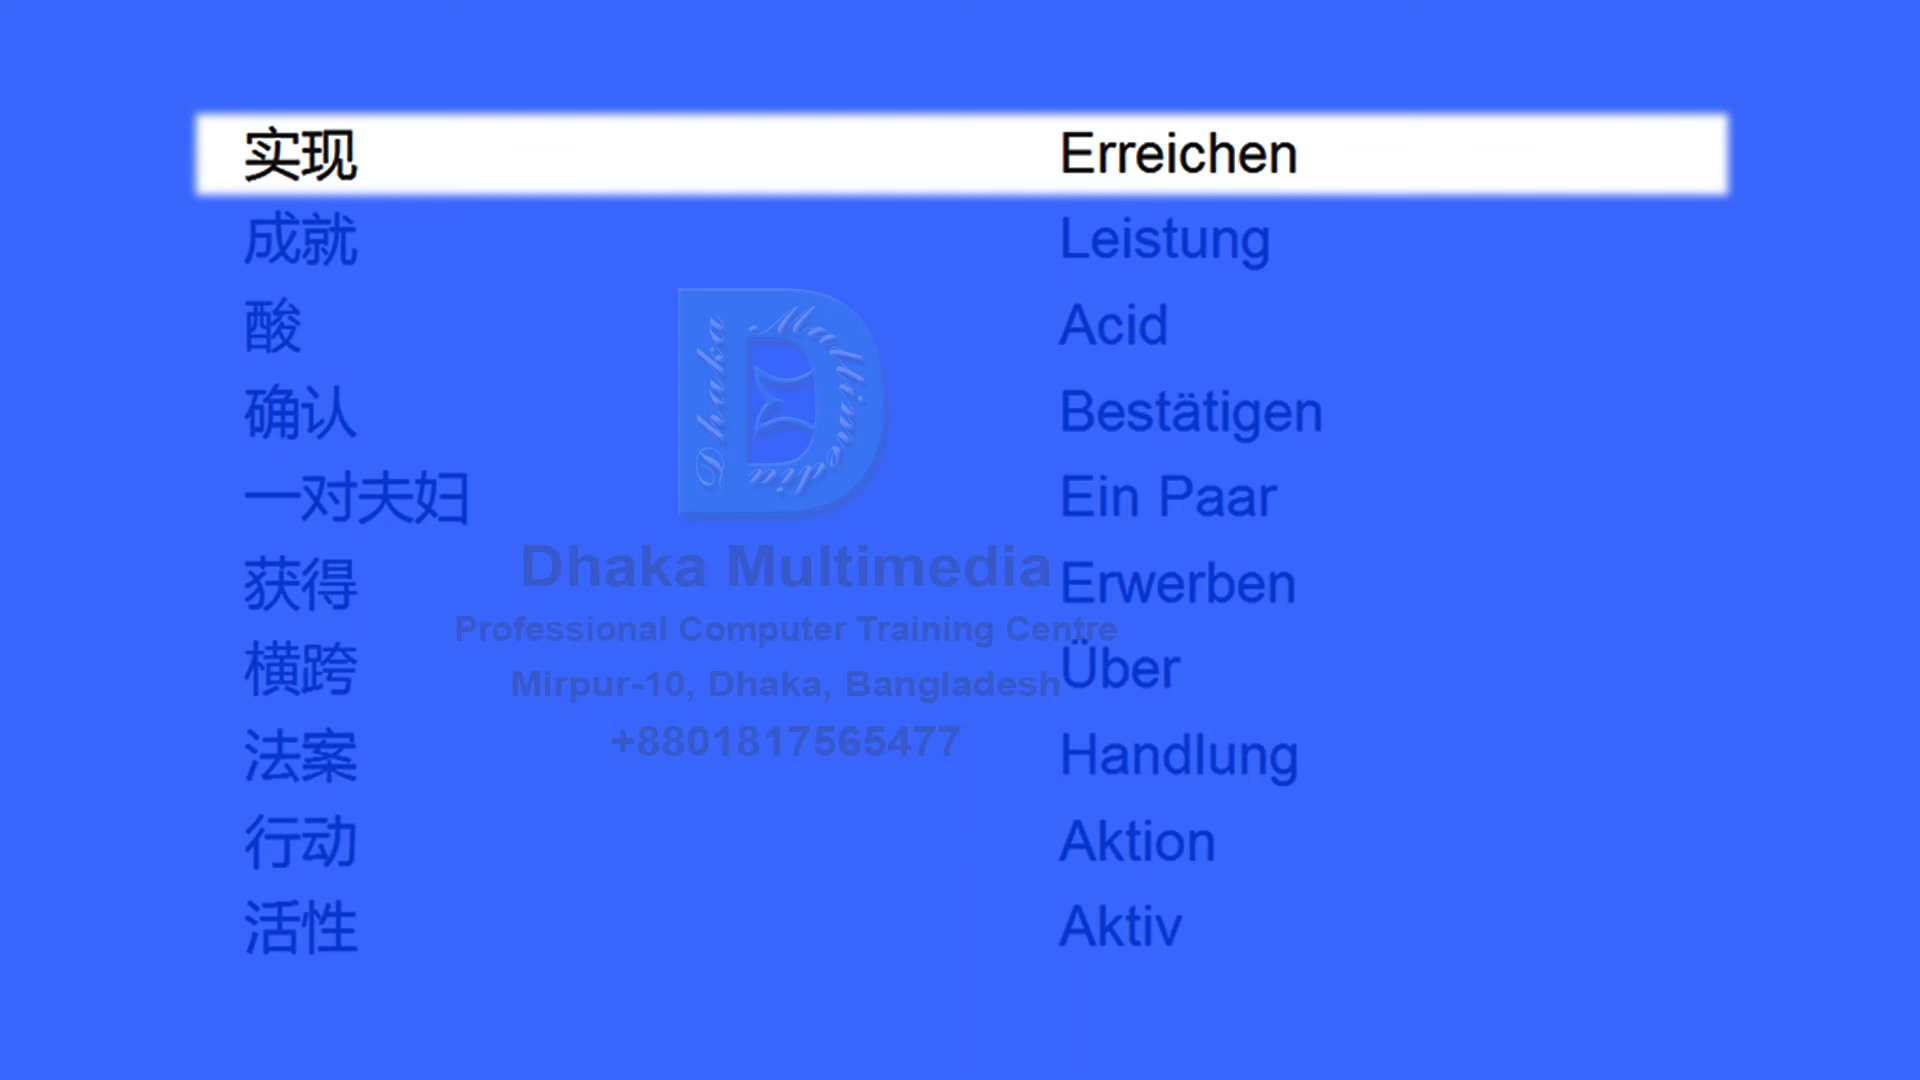 实现 Erreichen
成就 Leistung
酸 Acid
确认 Bestätigen
一对夫妇 Ein Paar
获得 Erwerben
横跨 Über
法案 Handlung
行动 Aktion
活性 Aktiv
Dhaka Multimedia
Dhaka Multimedia
Professional Computer Training Centre
Mirpur-10, Dhaka, Bangladesh
+8801817565477